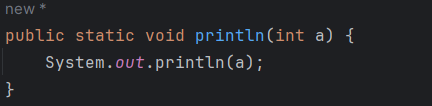 new *
public static void println(int a) {
    System.out.println(a);
}